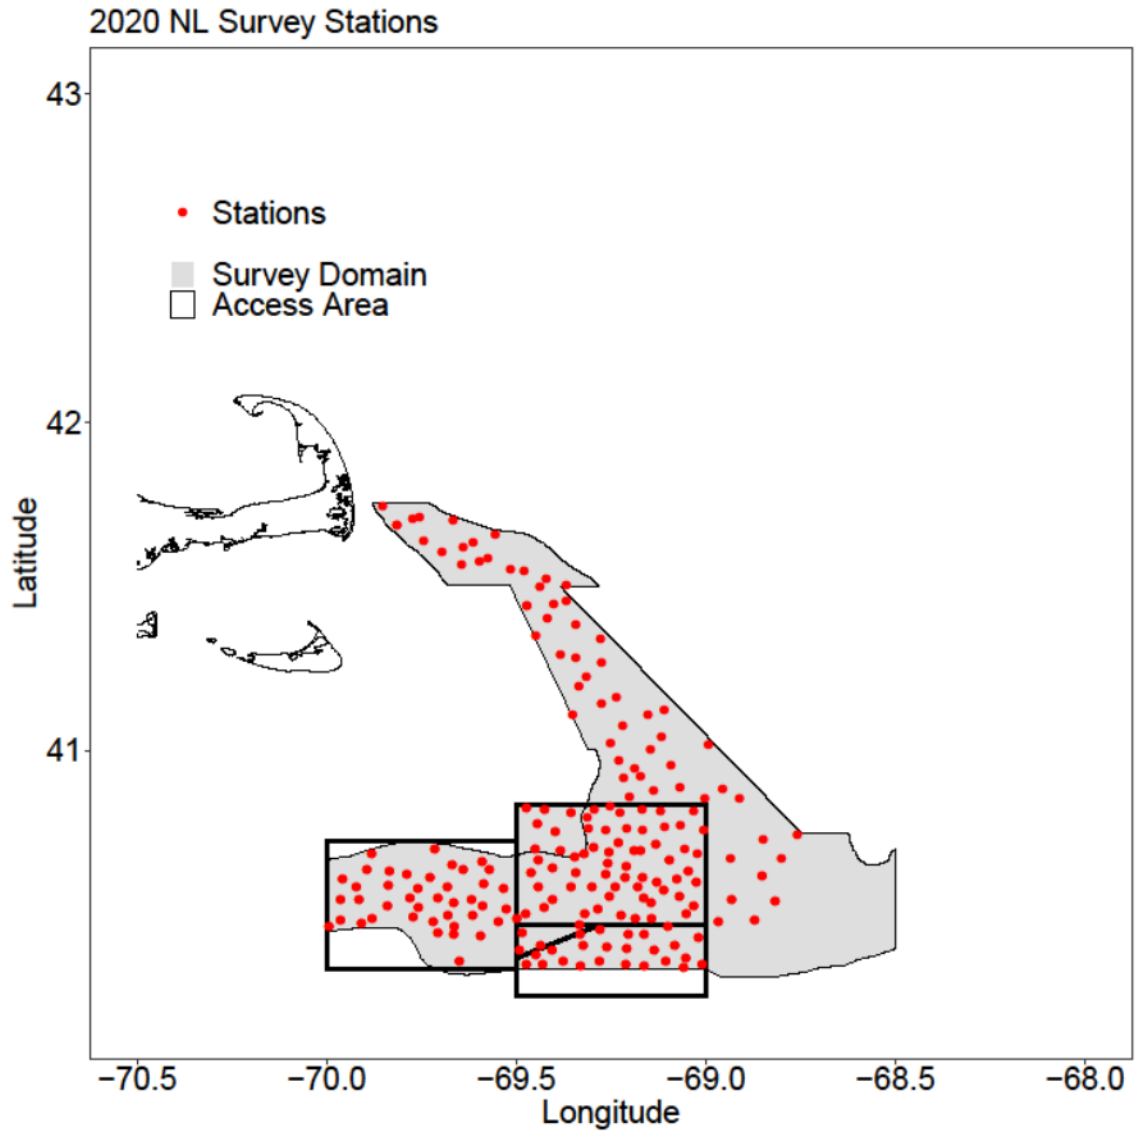 2020 NL Survey Stations
43
Stations
Survey Domain
Access Area
42
Latitude
41
−70.5 −70.0 −69.5 −69.0 −68.5 −68.0
Longitude